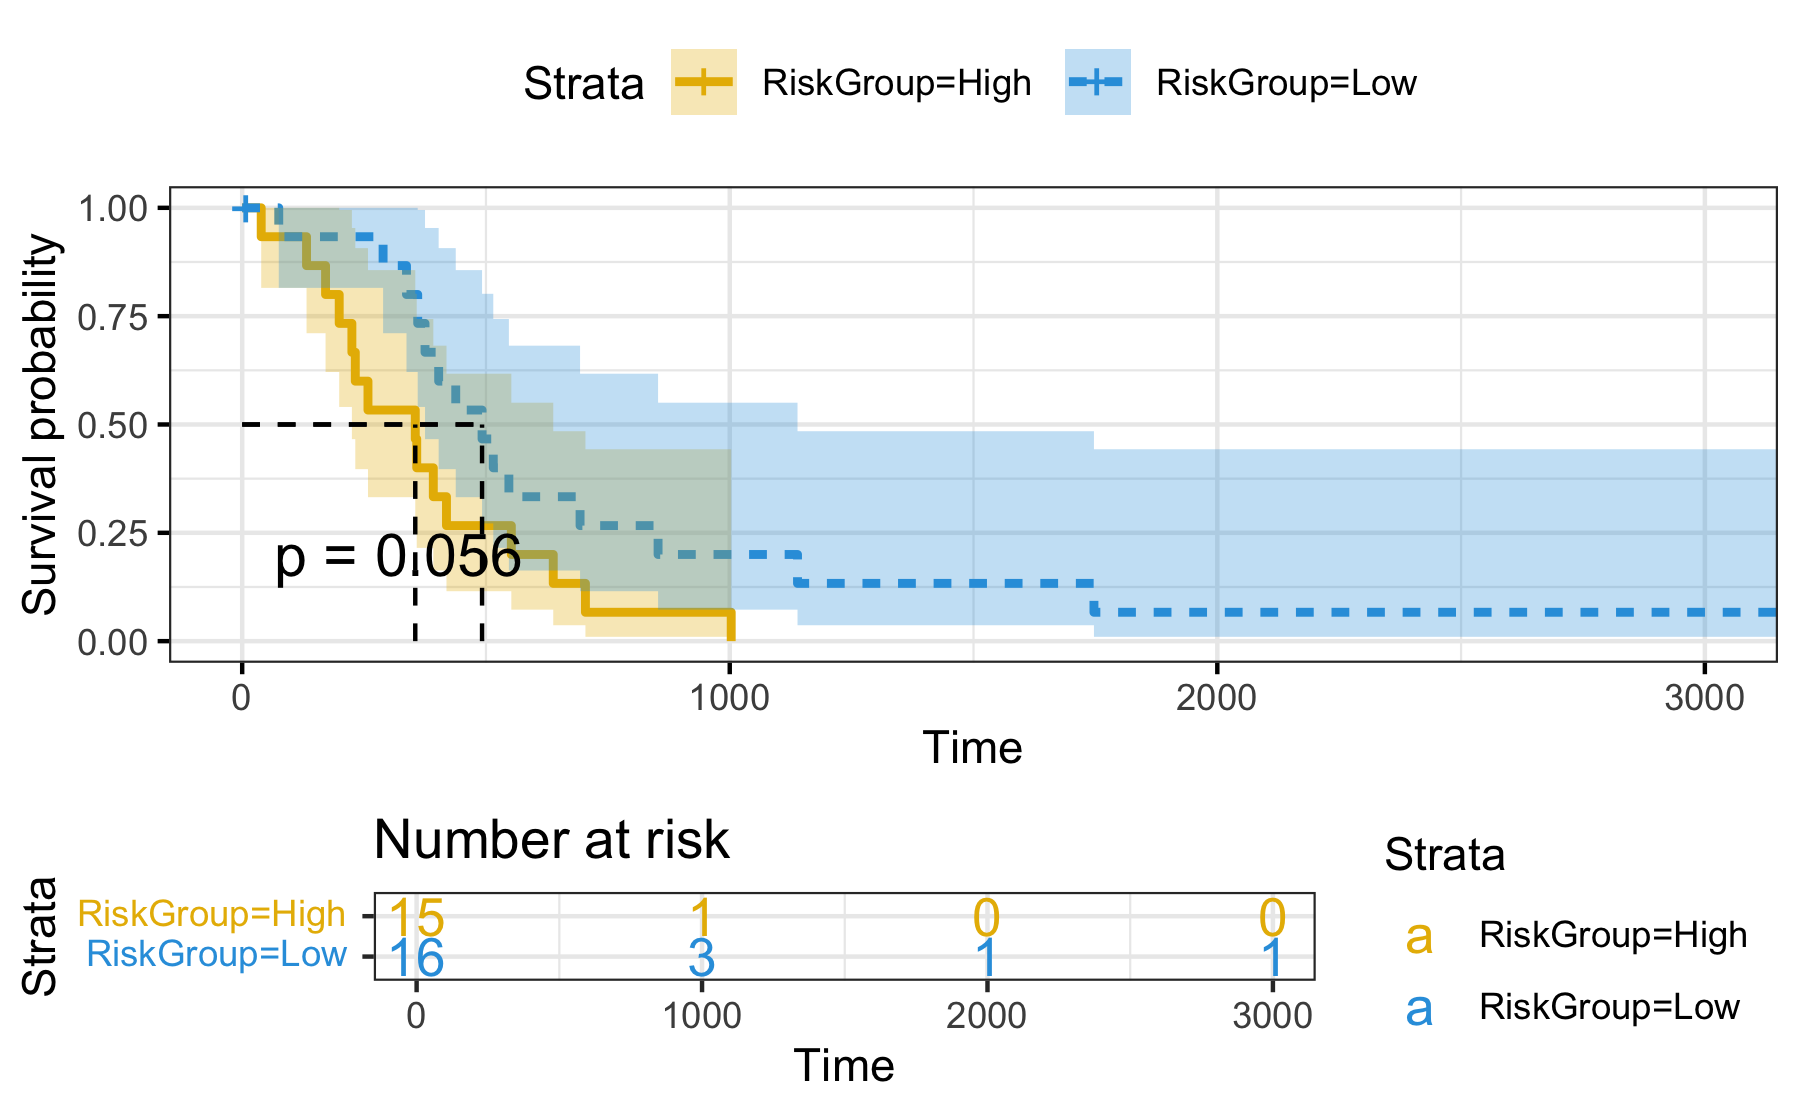 Strata RiskGroup=High RiskGroup=Low
Survival probability
1.00
0.75
0.50
0.25
0.00
p = 0.056
0 1000 2000 3000
Time
Number at risk
Strata
RiskGroup=High 15 1 0 0
RiskGroup=Low 16 3 1 1
0 1000 2000 3000
Time
Strata
a RiskGroup=High
a RiskGroup=Low